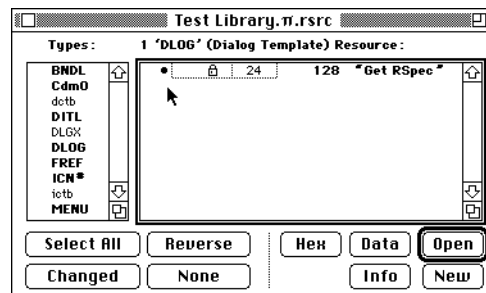 Test Library.π.rsrc
Types:
1 'DLOG' (Dialog Template) Resource:
BNDL
Cdm0
dctb
DITL
DLGX
DLOG
FREF
ICN#
ictb
MENU
• 24 128 “Get RSpec”
Select All Reverse Hex Data Open
Changed None Info New